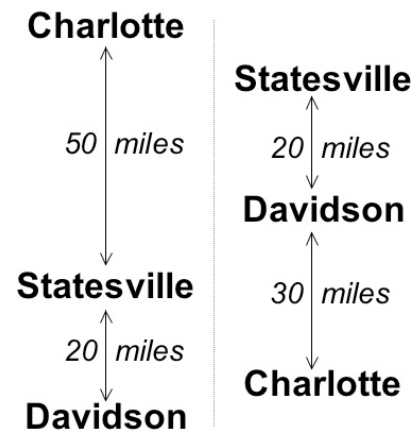 Charlotte
50 miles
Statesville
20 miles
Davidson
Statesville
20 miles
Davidson
30 miles
Charlotte